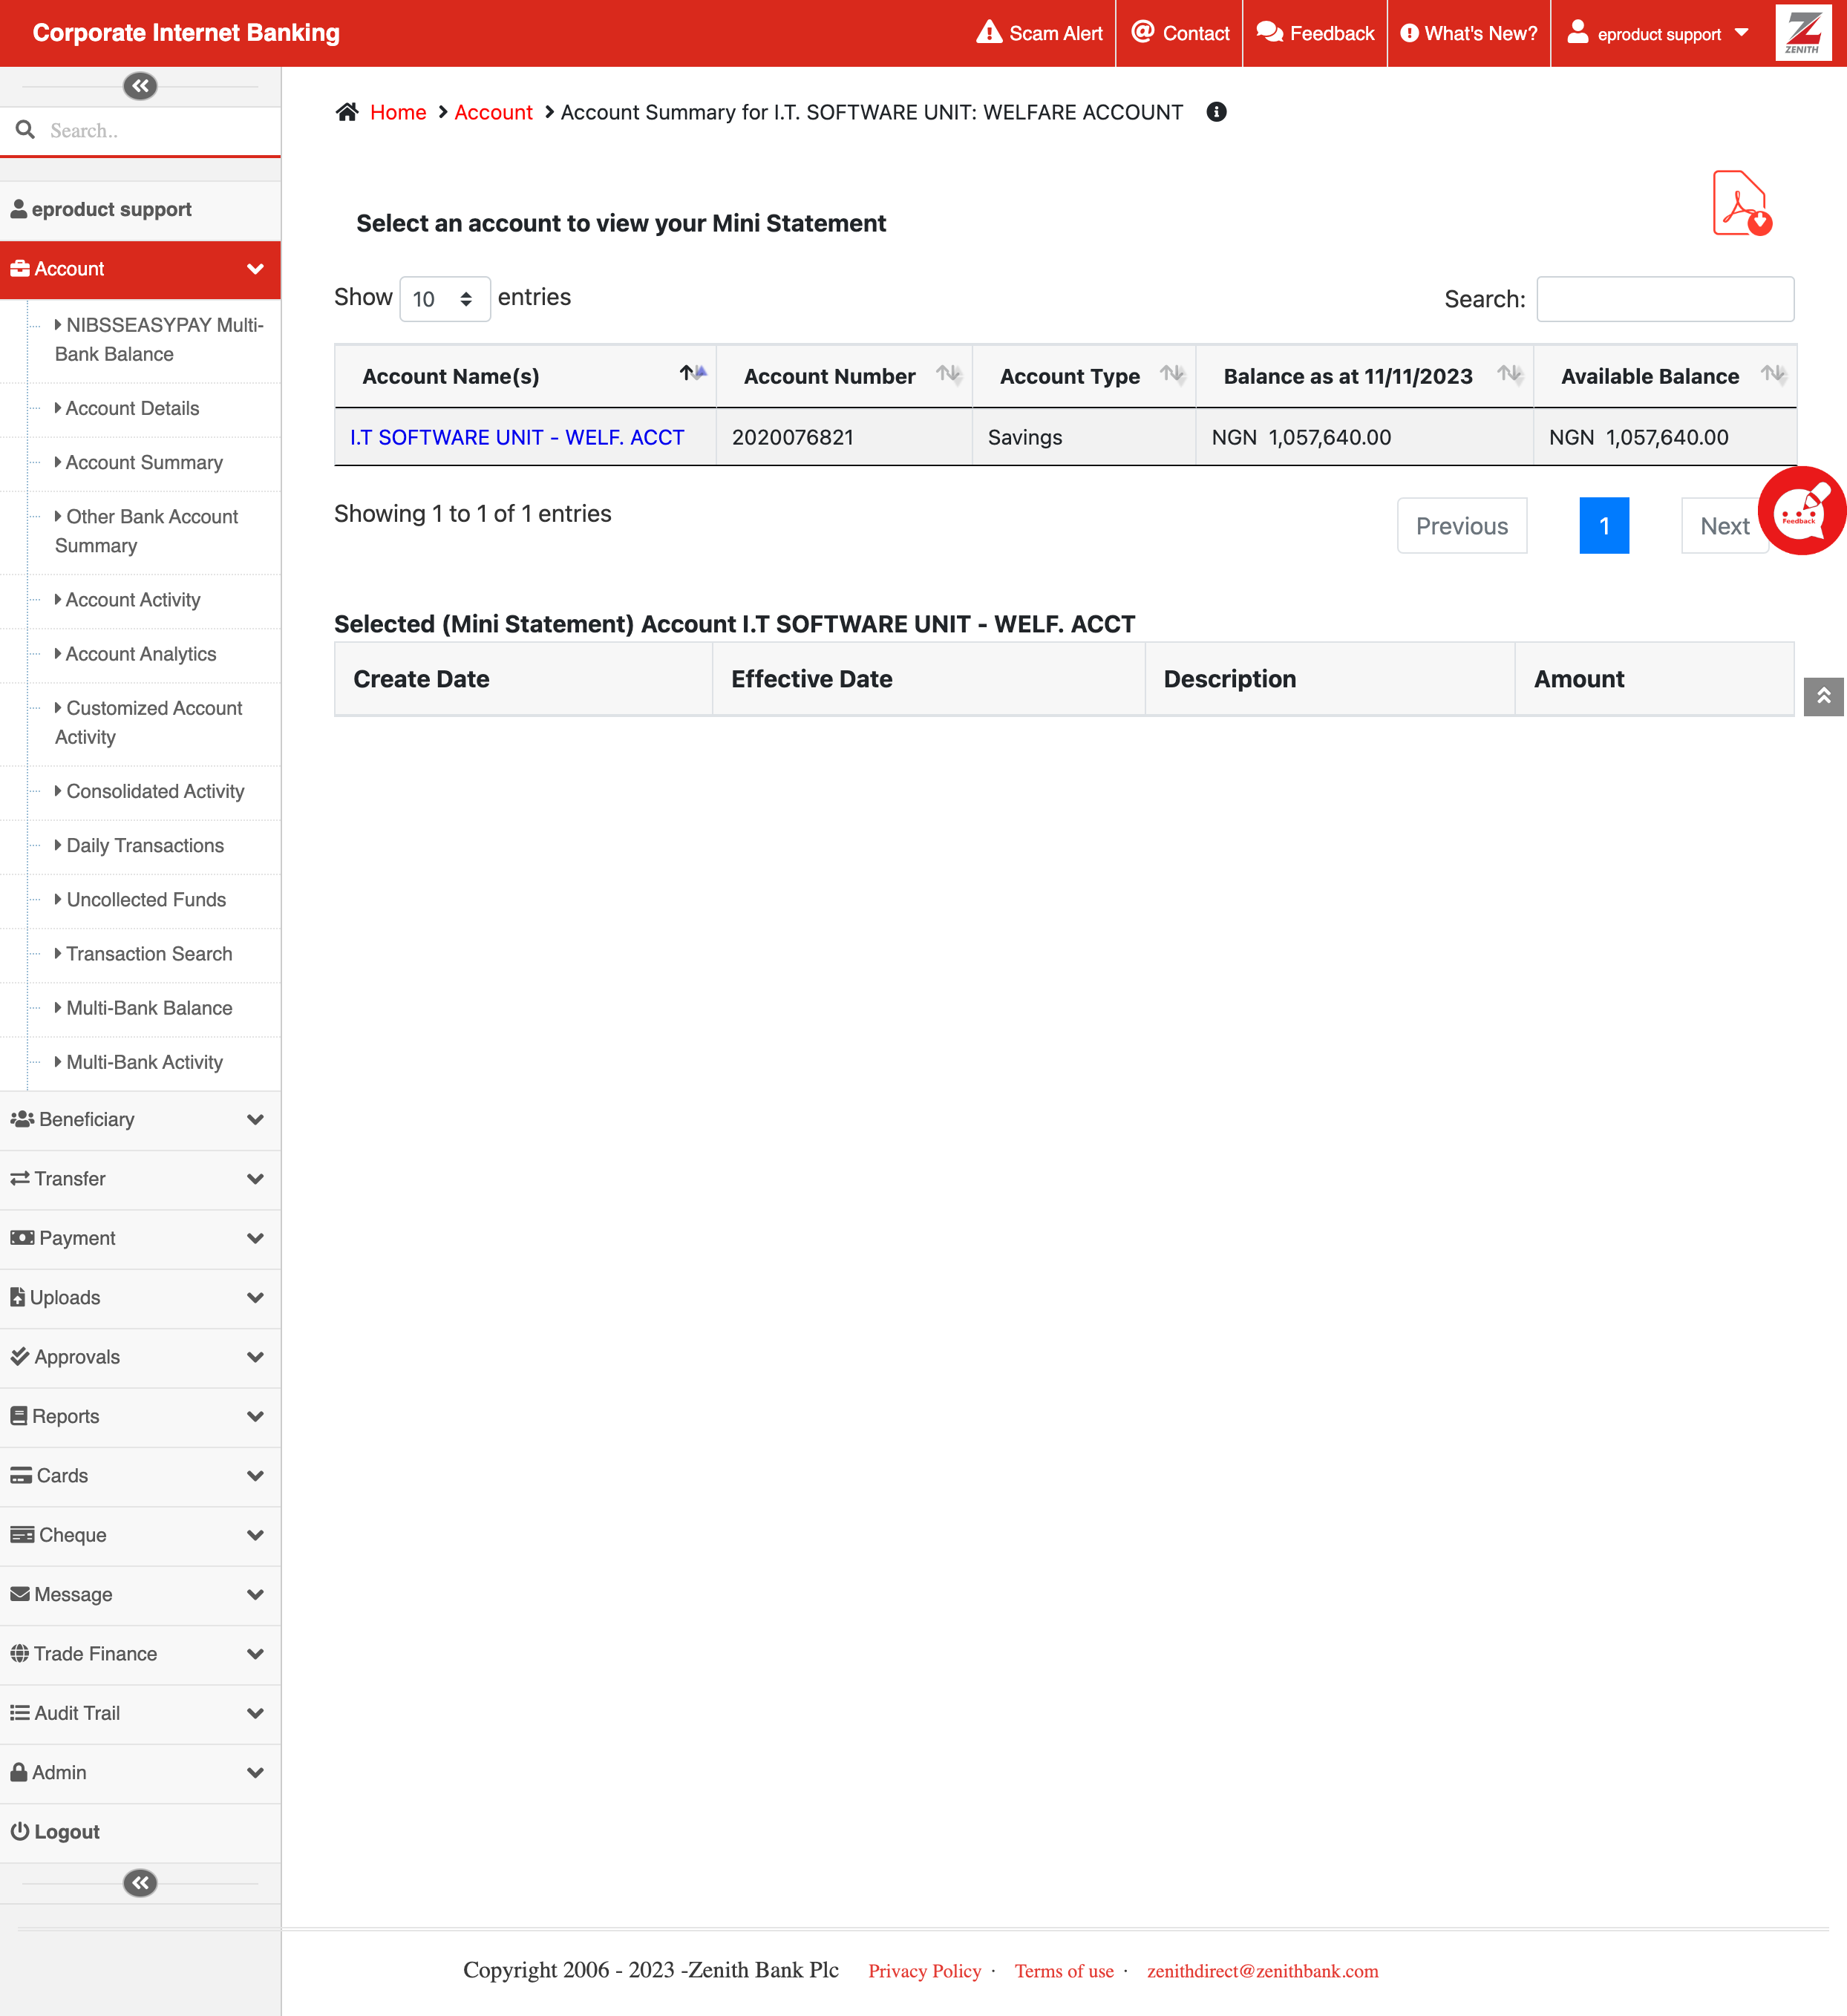 Corporate Internet Banking
Scam Alert
Contact
Feedback
What's New?
eproduct support
ZENITH
Search..
eproduct support
Account
NIBSSEASYPAY Multi-
Bank Balance
Account Details
Account Summary
Other Bank Account
Summary
Account Activity
Account Analytics
Customized Account
Activity
Consolidated Activity
Daily Transactions
Uncollected Funds
Transaction Search
Multi-Bank Balance
Multi-Bank Activity
Beneficiary
Transfer
Payment
Uploads
Approvals
Reports
Cards
Cheque
Message
Trade Finance
Audit Trail
Admin
Logout
Home > Account > Account Summary for I.T. SOFTWARE UNIT: WELFARE ACCOUNT
Select an account to view your Mini Statement
Show 10 entries
Search:
Account Name(s) Account Number Account Type Balance as at 11/11/2023 Available Balance
I.T SOFTWARE UNIT - WELF. ACCT 2020076821 Savings NGN 1,057,640.00 NGN 1,057,640.00
Showing 1 to 1 of 1 entries
Previous 1 Next
Feedback
Selected (Mini Statement) Account I.T SOFTWARE UNIT - WELF. ACCT
Create Date Effective Date Description Amount
Copyright 2006 - 2023 -Zenith Bank Plc Privacy Policy · Terms of use · zenithdirect@zenithbank.com